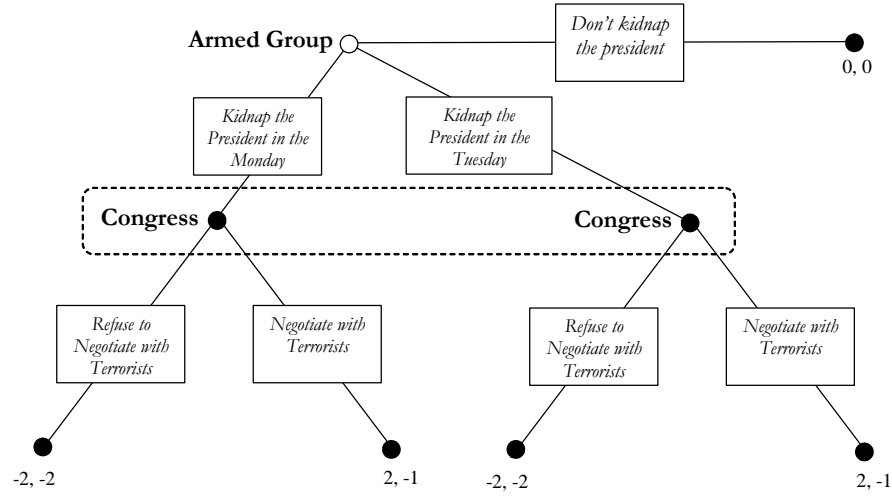 Don't kidnap
the president
Armed Group
0, 0
Kidnap the
President in the
Monday
Kidnap the
President in the
Tuesday
Congress
Congress
Refuse to
Negotiate with
Terrorists
Negotiate with
Terrorists
Refuse to
Negotiate with
Terrorists
Negotiate with
Terrorists
-2, -2
2, -1
-2, -2
2, -1